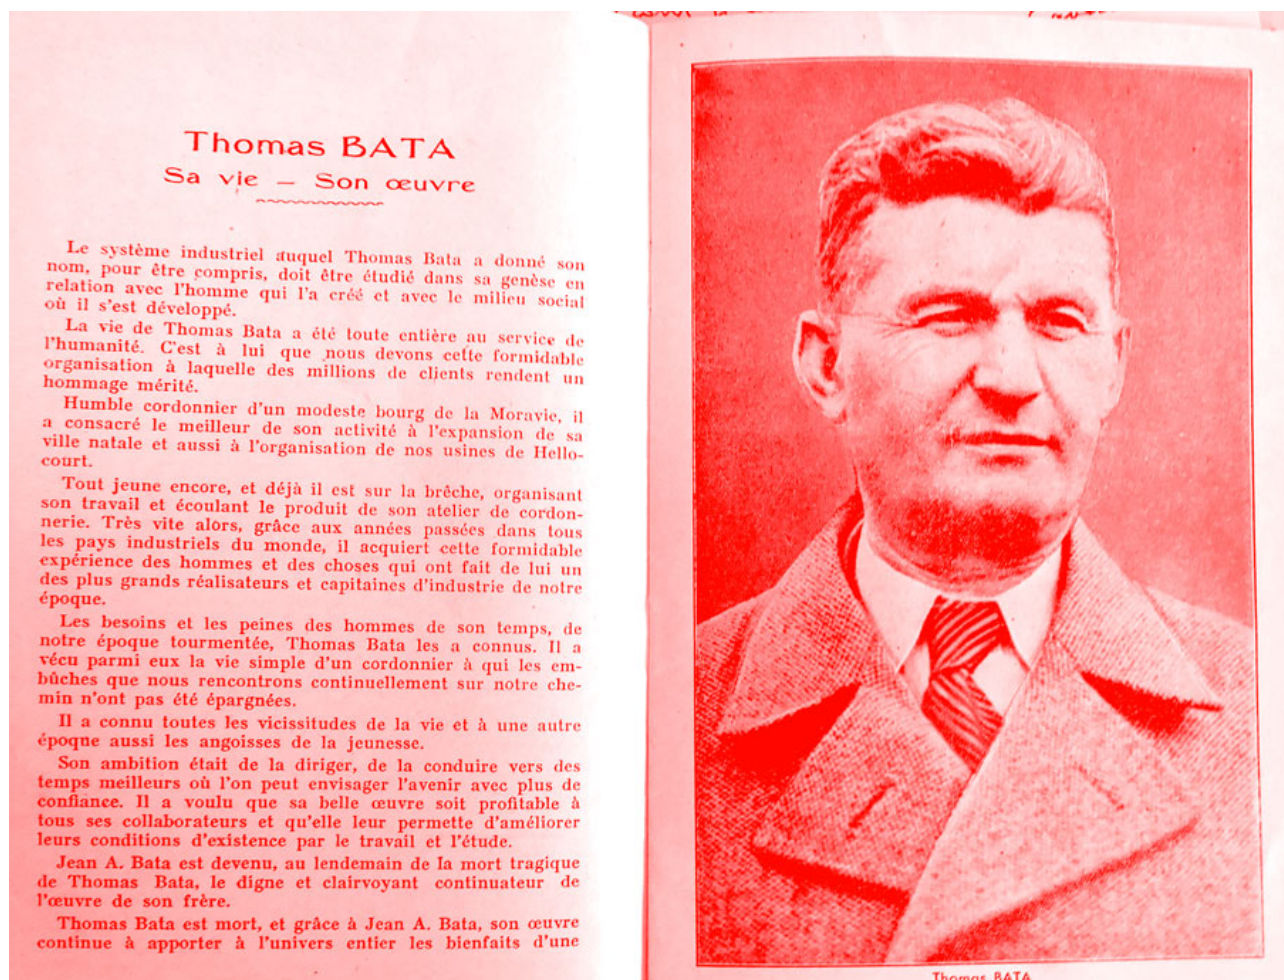 Thomas BATA
Sa vie — Son œuvre
Le système industriel auquel Thomas Bata a donné son
nom, pour être compris, doit être étudié dans sa genèse en
relation avec l'homme qui l'a créé et avec le milieu social
où il s'est développé.
La vie de Thomas Bata a été toute entière au service de
l'humanité. C'est à lui que nous devons cette formidable
organisation à laquelle des millions de clients rendent un
hommage mérité.
Humble cordonnier d'un modeste bourg de la Moravie, il
a consacré le meilleur de son activité à l'expansion de sa
ville natale et aussi à l'organisation de nos usines de Hello-
court.
Tout jeune encore, et déjà il est sur la brêche, organisant
son travail et écoulant le produit de son atelier de cordon-
nerie. Très vite alors, grâce aux années passées dans tous
les pays industriels du monde, il acquiert cette formidable
expérience des hommes et des choses qui ont fait de lui un
des plus grands réalisateurs et capitaines d'industrie de notre
époque.
Les besoins et les peines des hommes de son temps, de
notre époque tourmentée, Thomas Bata les a connus. Il a
vécu parmi eux la vie simple d'un cordonnier à qui les em-
bûches que nous rencontrons continuellement sur notre che-
min n'ont pas été épargnées.
Il a connu toutes les vicissitudes de la vie et à une autre
époqne aussi les angoisses de la jeunesse.
Son ambition était de la diriger, de la conduire vers des
temps meilleurs où l'on peut envisager l'avenir avec plus de
confiance. Il a voulu que sa belle œuvre soit profitable à
tous ses collaborateurs et qu'elle leur permette d'améliorer
leurs conditions d'existence par le travail et l'étude.
Jean A. Bata est devenu, au lendemain de la mort tragique
de Thomas Bata, le digne et clairvoyant continuateur de
l'œuvre de son frère.
Thomas Bata est mort, et grâce à Jean A. Bata, son œuvre
continue à apporter à l'univers entier les bienfaits d'une
Thomas BATA